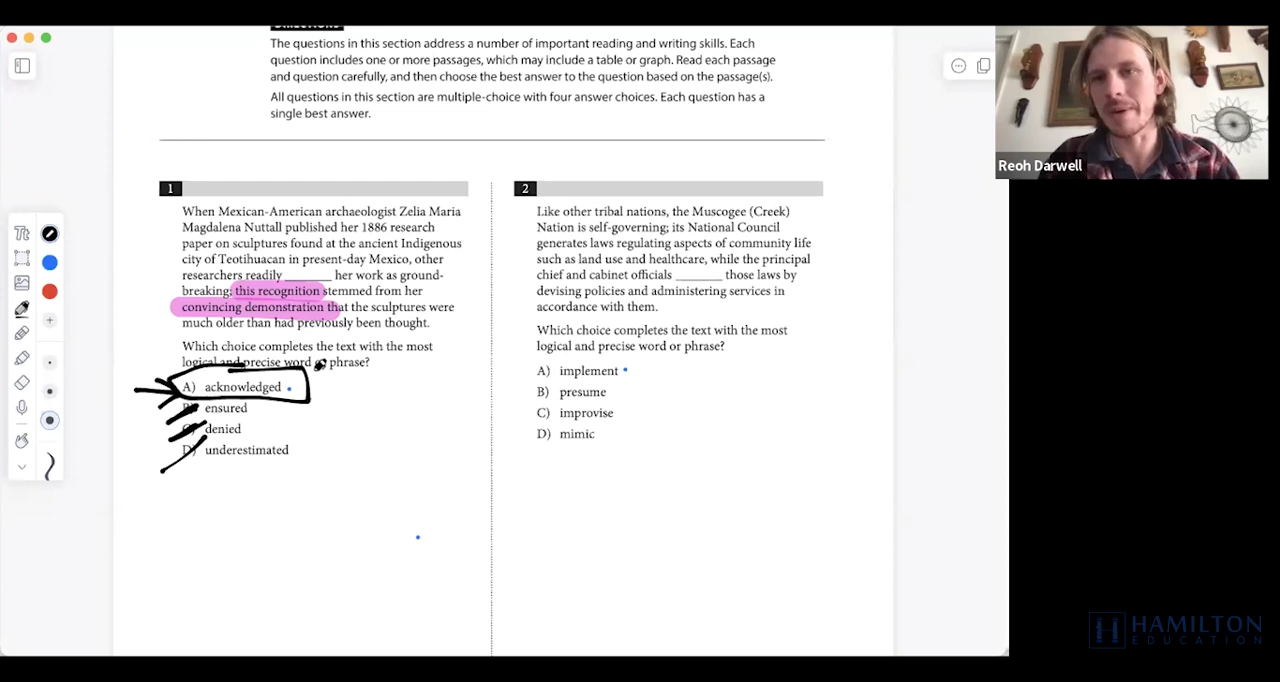 The questions in this section address a number of important reading and writing skills. Each
question includes one or more passages, which may include a table or graph. Read each passage
and question carefully, and then choose the best answer to the question based on the passage(s).
All questions in this section are multiple-choice with four answer choices. Each question has a
single best answer.
1
When Mexican-American archaeologist Zelia Maria
Magdalena Nuttall published her 1886 research
paper on sculptures found at the ancient Indigenous
city of Teotihuacan in present-day Mexico, other
researchers readily _______ her work as ground-
breaking; this recognition stemmed from her
convincing demonstration that the sculptures were
much older than had previously been thought.
Which choice completes the text with the most
logical and precise word or phrase?
A) acknowledged
B) ensured
C) denied
D) underestimated
2
Like other tribal nations, the Muscogee (Creek)
Nation is self-governing; its National Council
generates laws regulating aspects of community life
such as land use and healthcare, while the principal
chief and cabinet officials _______ those laws by
devising policies and administering services in
accordance with them.
Which choice completes the text with the most
logical and precise word or phrase?
A) implement
B) presume
C) improvise
D) mimic
Reoh Darwell
HAMILTON
EDUCATION